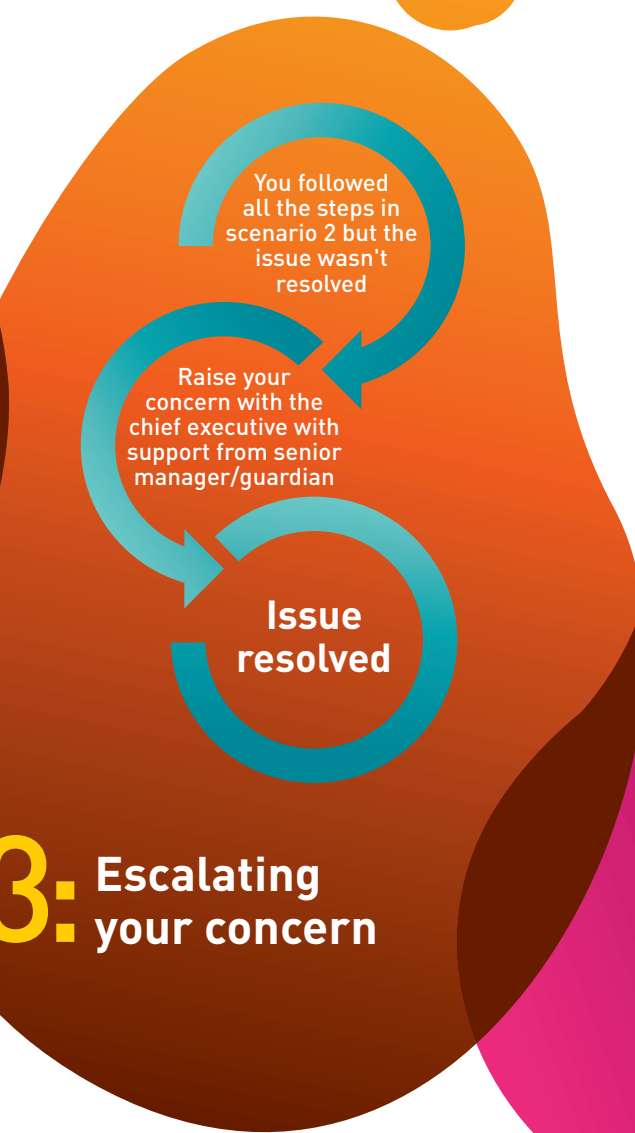 You followed
all the steps in
scenario 2 but the
issue wasn't
resolved
Raise your
concern with the
chief executive with
support from senior
manager/guardian
Issue
resolved
3: Escalating
your concern